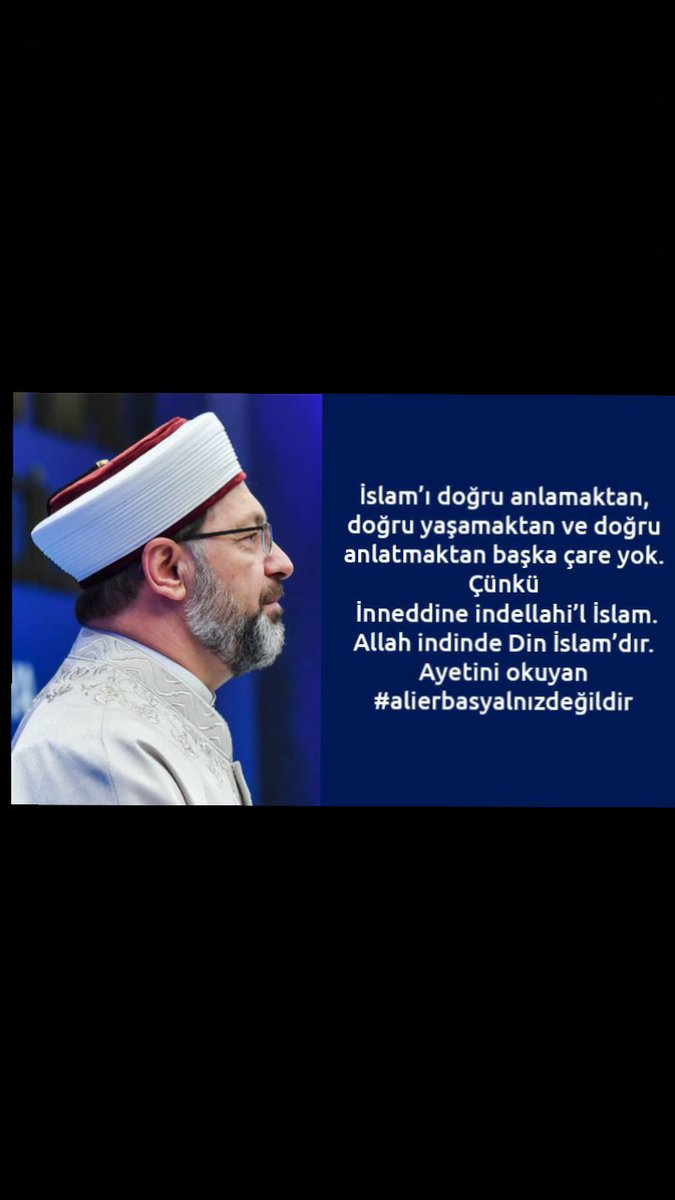 İslam’ı doğru anlamaktan,
doğru yaşamaktan ve doğru
anlatmaktan başka çare yok.
Çünkü
İnneddine indellahi’l İslam.
Allah indinde Din İslam’dır.
Ayetini okuyan
#alierbasyalnızdeğildir